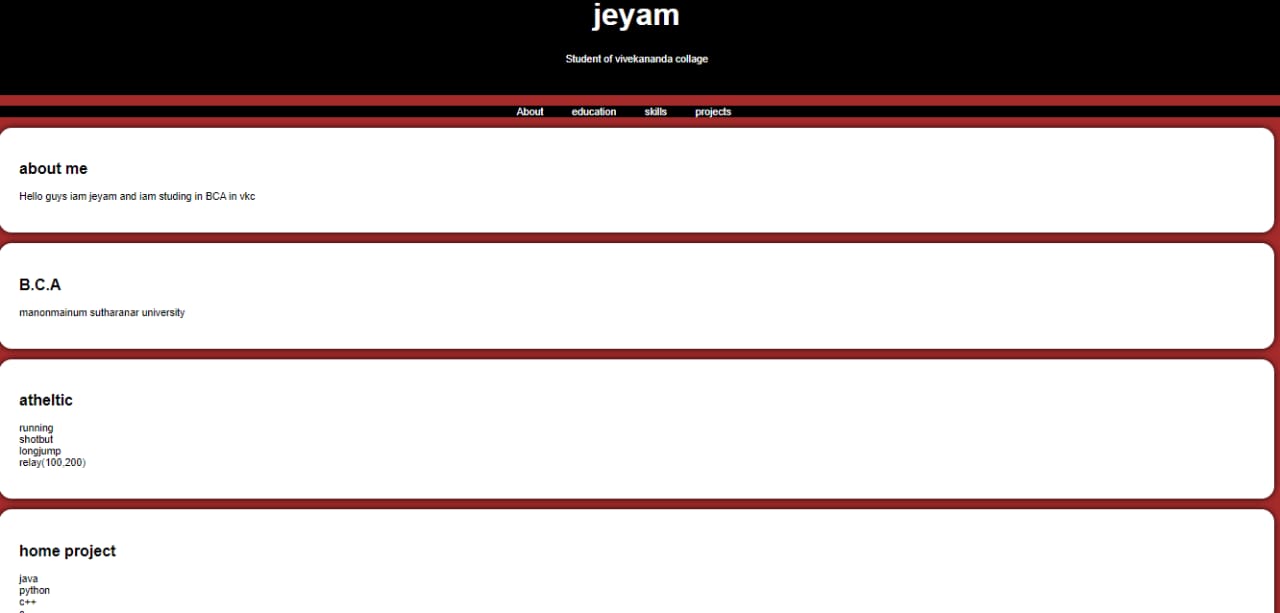 jeyam
Student of vivekananda collage
About education skills projects
about me
Hello guys iam jeyam and iam studing in BCA in vkc
B.C.A
manonmainum sutharanar university
atheltic
running
shotbut
longjump
relay(100,200)
home project
java
python
c++